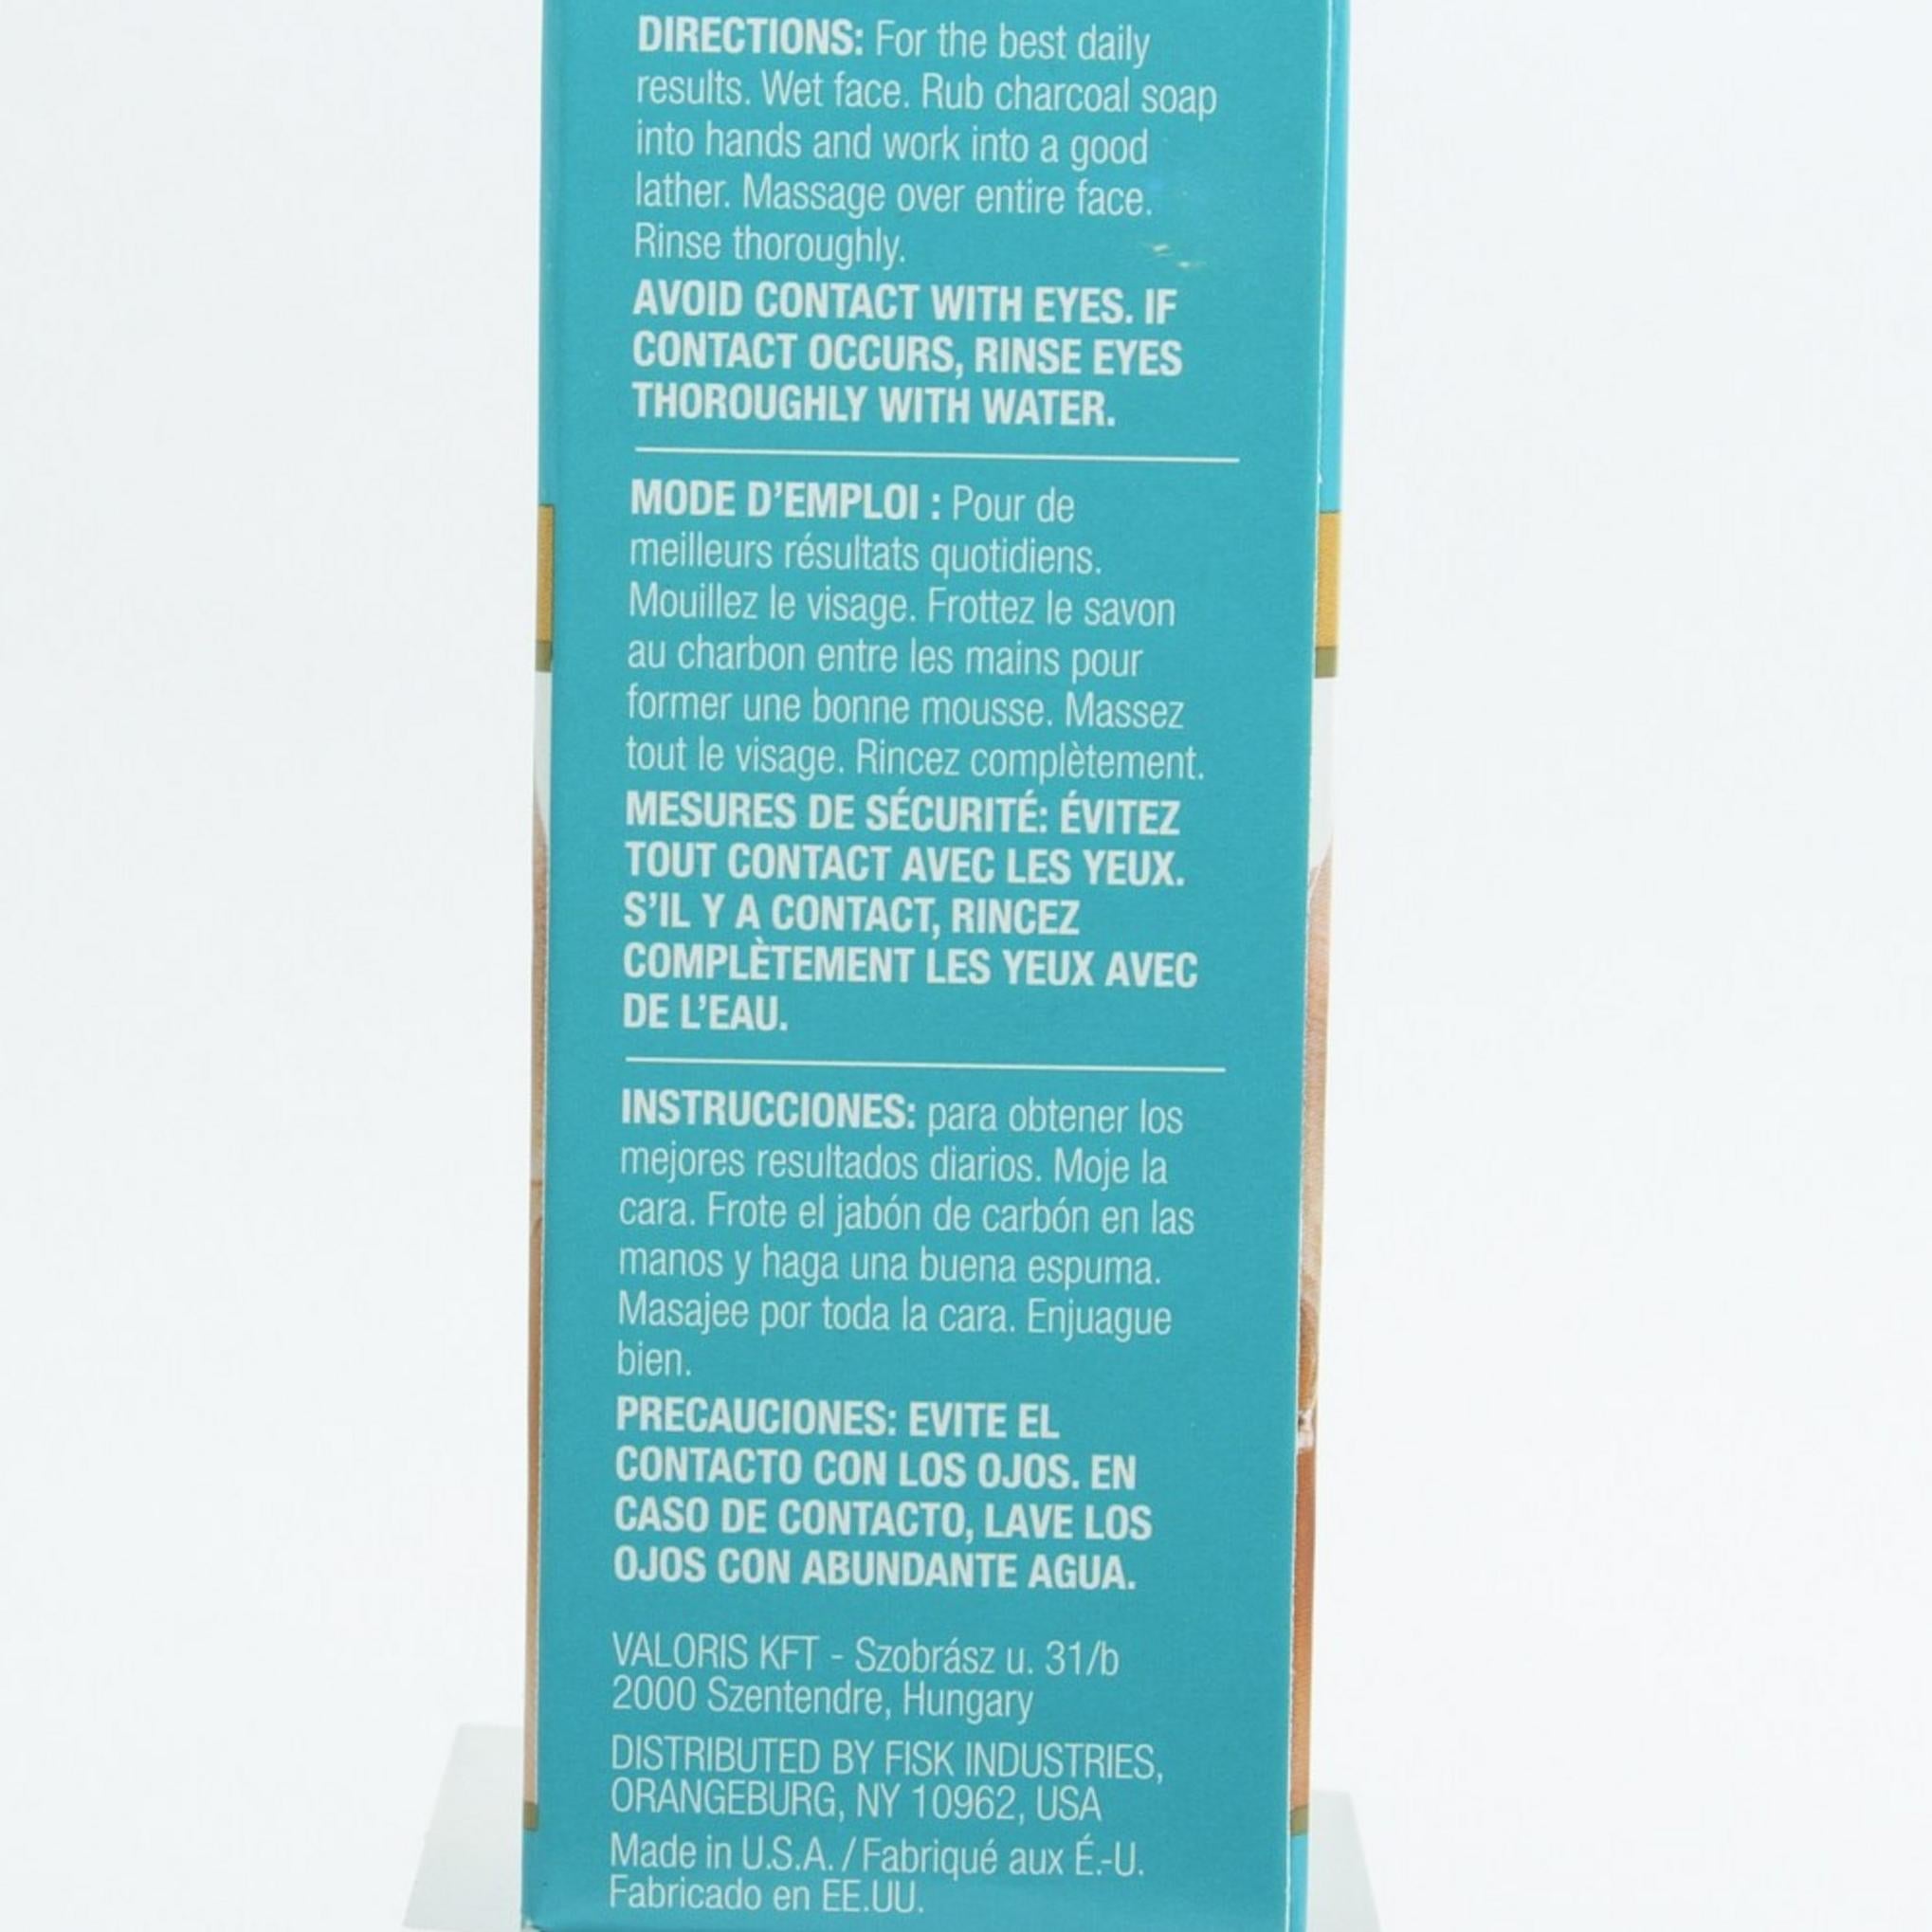 DIRECTIONS: For the best daily
results. Wet face. Rub charcoal soap
into hands and work into a good
lather. Massage over entire face.
Rinse thoroughly.
AVOID CONTACT WITH EYES. IF
CONTACT OCCURS, RINSE EYES
THOROUGHLY WITH WATER.
MODE D'EMPLOI : Pour de
meilleurs résultats quotidiens.
Mouillez le visage. Frottez le savon
au charbon entre les mains pour
former une bonne mousse. Massez
tout le visage. Rincez complètement.
MESURES DE SÉCURITÉ: ÉVITEZ
TOUT CONTACT AVEC LES YEUX.
S'IL Y A CONTACT, RINCEZ
COMPLÈTEMENT LES YEUX AVEC
DE L'EAU.
INSTRUCCIONES: para obtener los
mejores resultados diarios. Moje la
cara. Frote el jabón de carbón en las
manos y haga una buena espuma.
Masajee por toda la cara. Enjuague
bien.
PRECAUCIONES: EVITE EL
CONTACTO CON LOS OJOS. EN
CASO DE CONTACTO, LAVE LOS
OJOS CON ABUNDANTE AGUA.
VALORIS KFT - Szobrász u. 31/b
2000 Szentendre, Hungary
DISTRIBUTED BY FISK INDUSTRIES,
ORANGEBURG, NY 10962, USA
Made in U.S.A. / Fabriqué aux É.-U.
Fabricado en EE.UU.